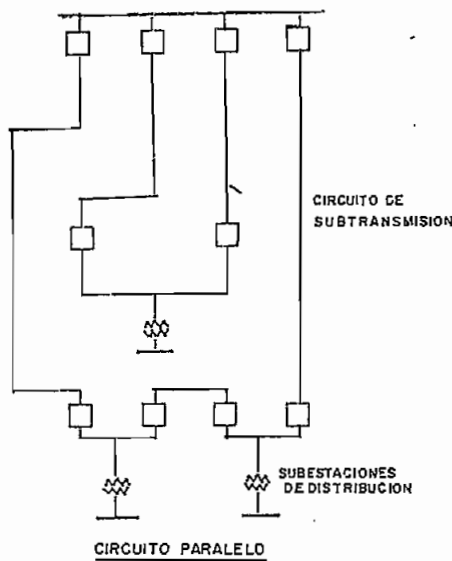 CIRCUITO DE
SUBTRANSMISION
SUBESTACIONES
DE DISTRIBUCION
CIRCUITO PARALELO